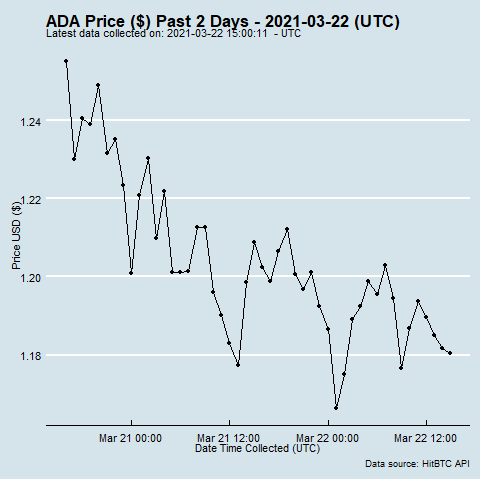 ADA Price ($) Past 2 Days - 2021-03-22 (UTC)
Latest data collected on: 2021-03-22 15:00:11 - UTC
1.24
1.22
1.20
1.18
Price USD ($)
Mar 21 00:00 Mar 21 12:00 Mar 22 00:00 Mar 22 12:00
Date Time Collected (UTC)
Data source: HitBTC API